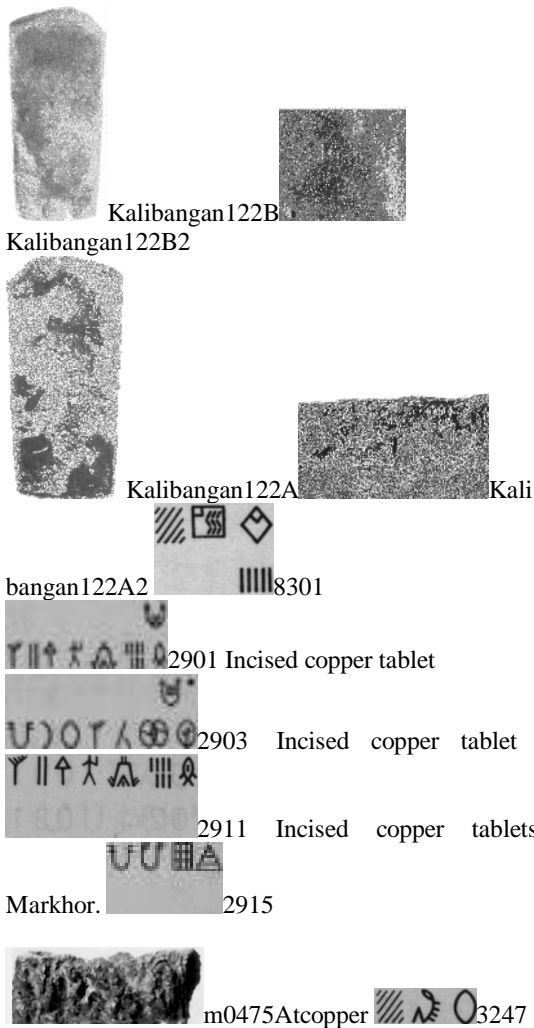 Kalibangan122B
Kalibangan122B2
Kalibangan122A Kali
bangan122A2 8301
2901 Incised copper tablet
2903 Incised copper tablet
2911 Incised copper tablets
Markhor. 2915
m0475Atcopper 3247